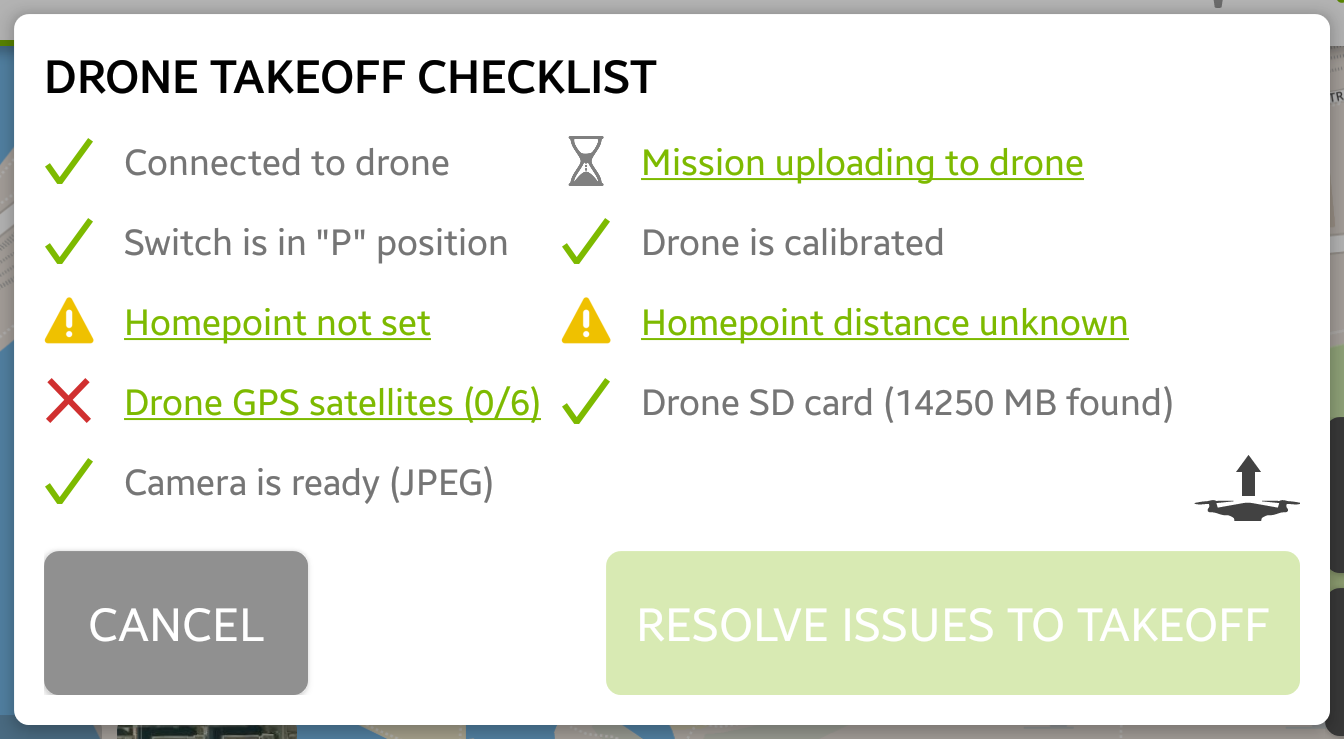 DRONE TAKEOFF CHECKLIST
Connected to drone
Mission uploading to drone
Switch is in "P" position
Drone is calibrated
Homepoint not set
Homepoint distance unknown
Drone GPS satellites (0/6)
Drone SD card (14250 MB found)
Camera is ready (JPEG)
CANCEL
RESOLVE ISSUES TO TAKEOFF